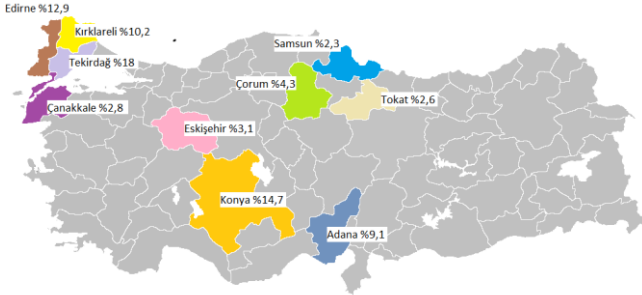 Edirne %12,9
Kırklareli %10,2
Tekirdağ %18
Çanakkale %2,8
Samsun %2,3
Çorum %4,3
Tokat %2,6
Eskişehir %3,1
Konya %14,7
Adana %9,1